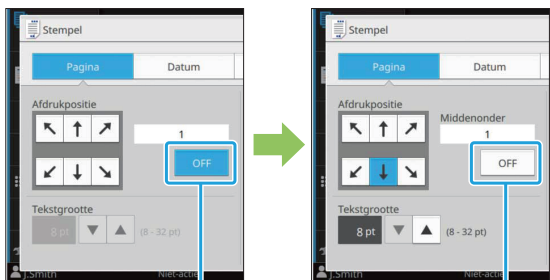 Stempel
Pagina Datum
Afdrukpositie
1
OFF
Tekstgrootte
8 pt (8 - 32 pt)
J.Smith Niet-actie
Stempel
Pagina Datum
Afdrukpositie
Middenonder
1
OFF
Tekstgrootte
8 pt (8 - 32 pt)
J.Smith Niet-actie